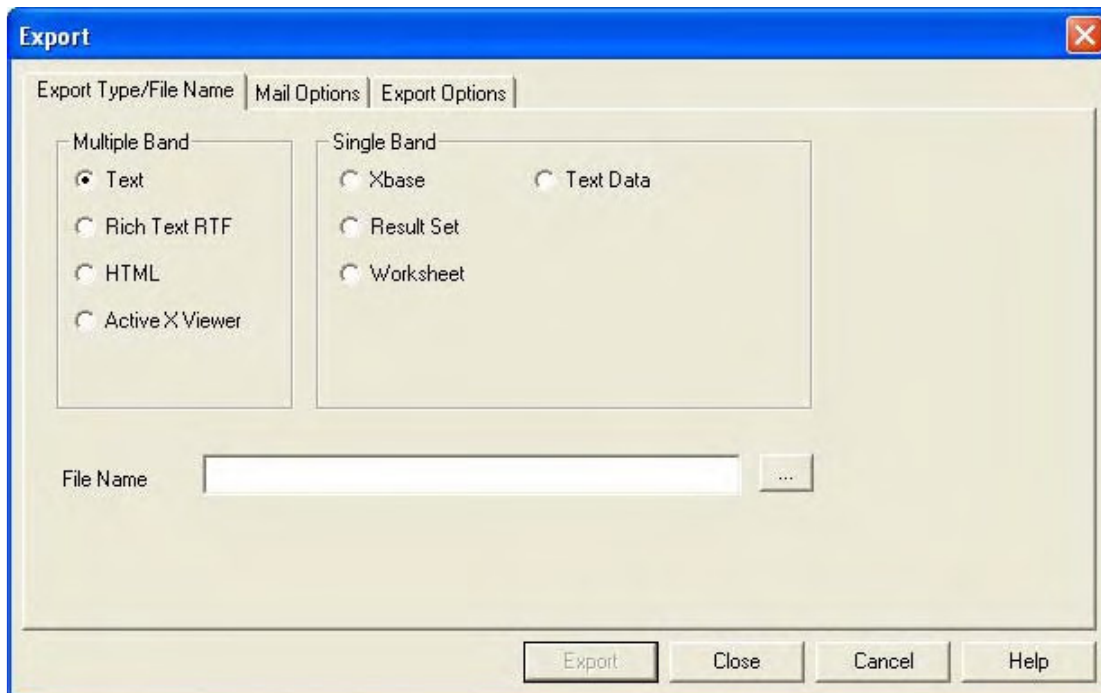 Export
Export Type/File Name Mail Options Export Options
Multiple Band Single Band
Text Xbase Text Data
Rich Text RTF Result Set
HTML Worksheet
Active X Viewer
File Name ...
Export Close Cancel Help